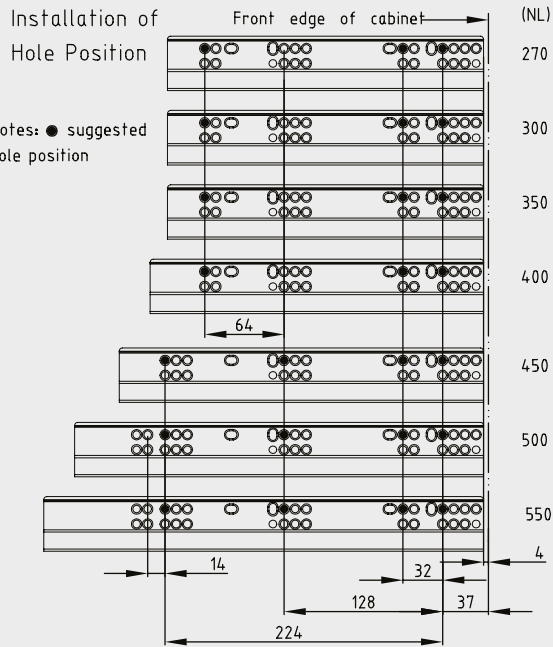 Installation of
Hole Position
Front edge of cabinet
(NL)
270
otes: ● suggested
ole position
300
350
400
64
450
500
550
4
14
32
128
37
224